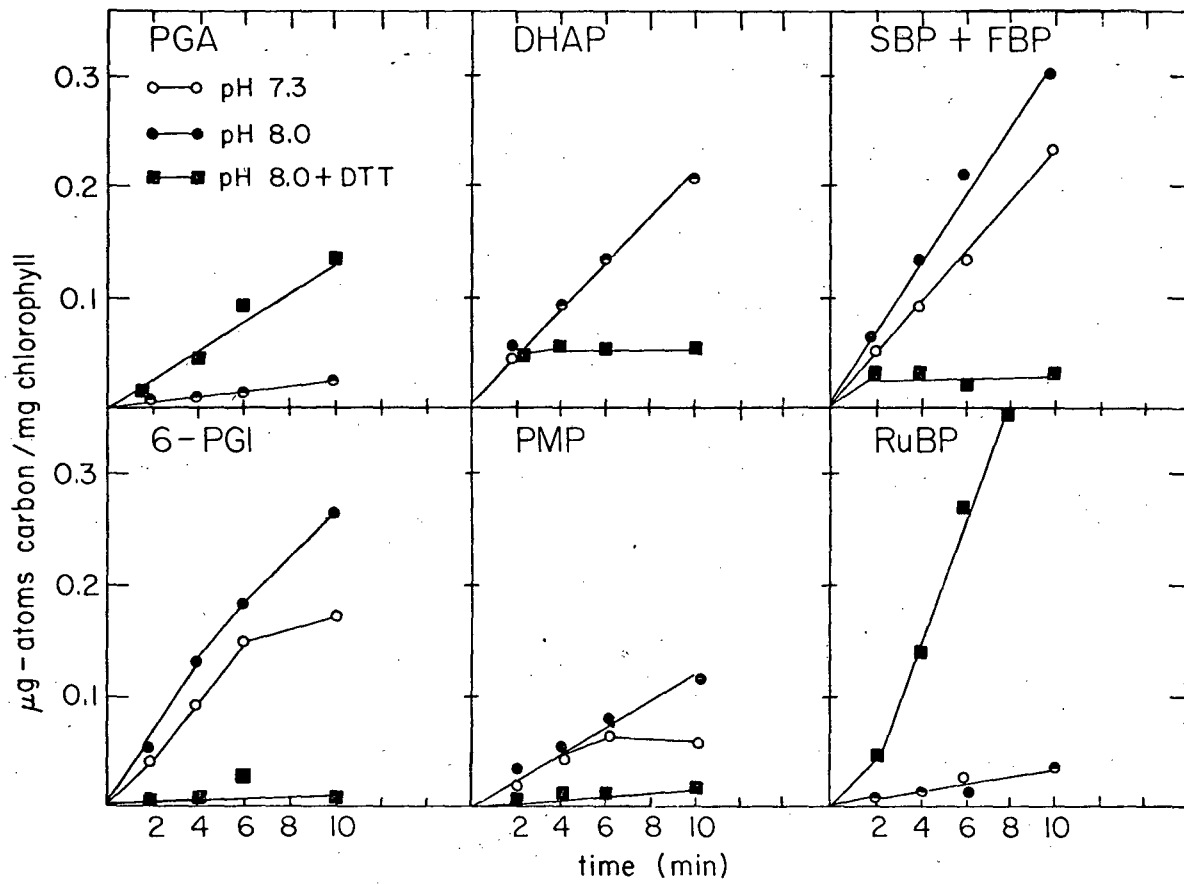 PGA
DHAP
SBP + FBP
pH 7.3
pH 8.0
pH 8.0 + DTT
0.3
0.2
0.1
6-PGl
PMP
RuBP
0.3
0.2
0.1
2 4 6 8 10
2 4 6 8 10
2 4 6 8 10
μg-atoms carbon/mg chlorophyll
time (min)